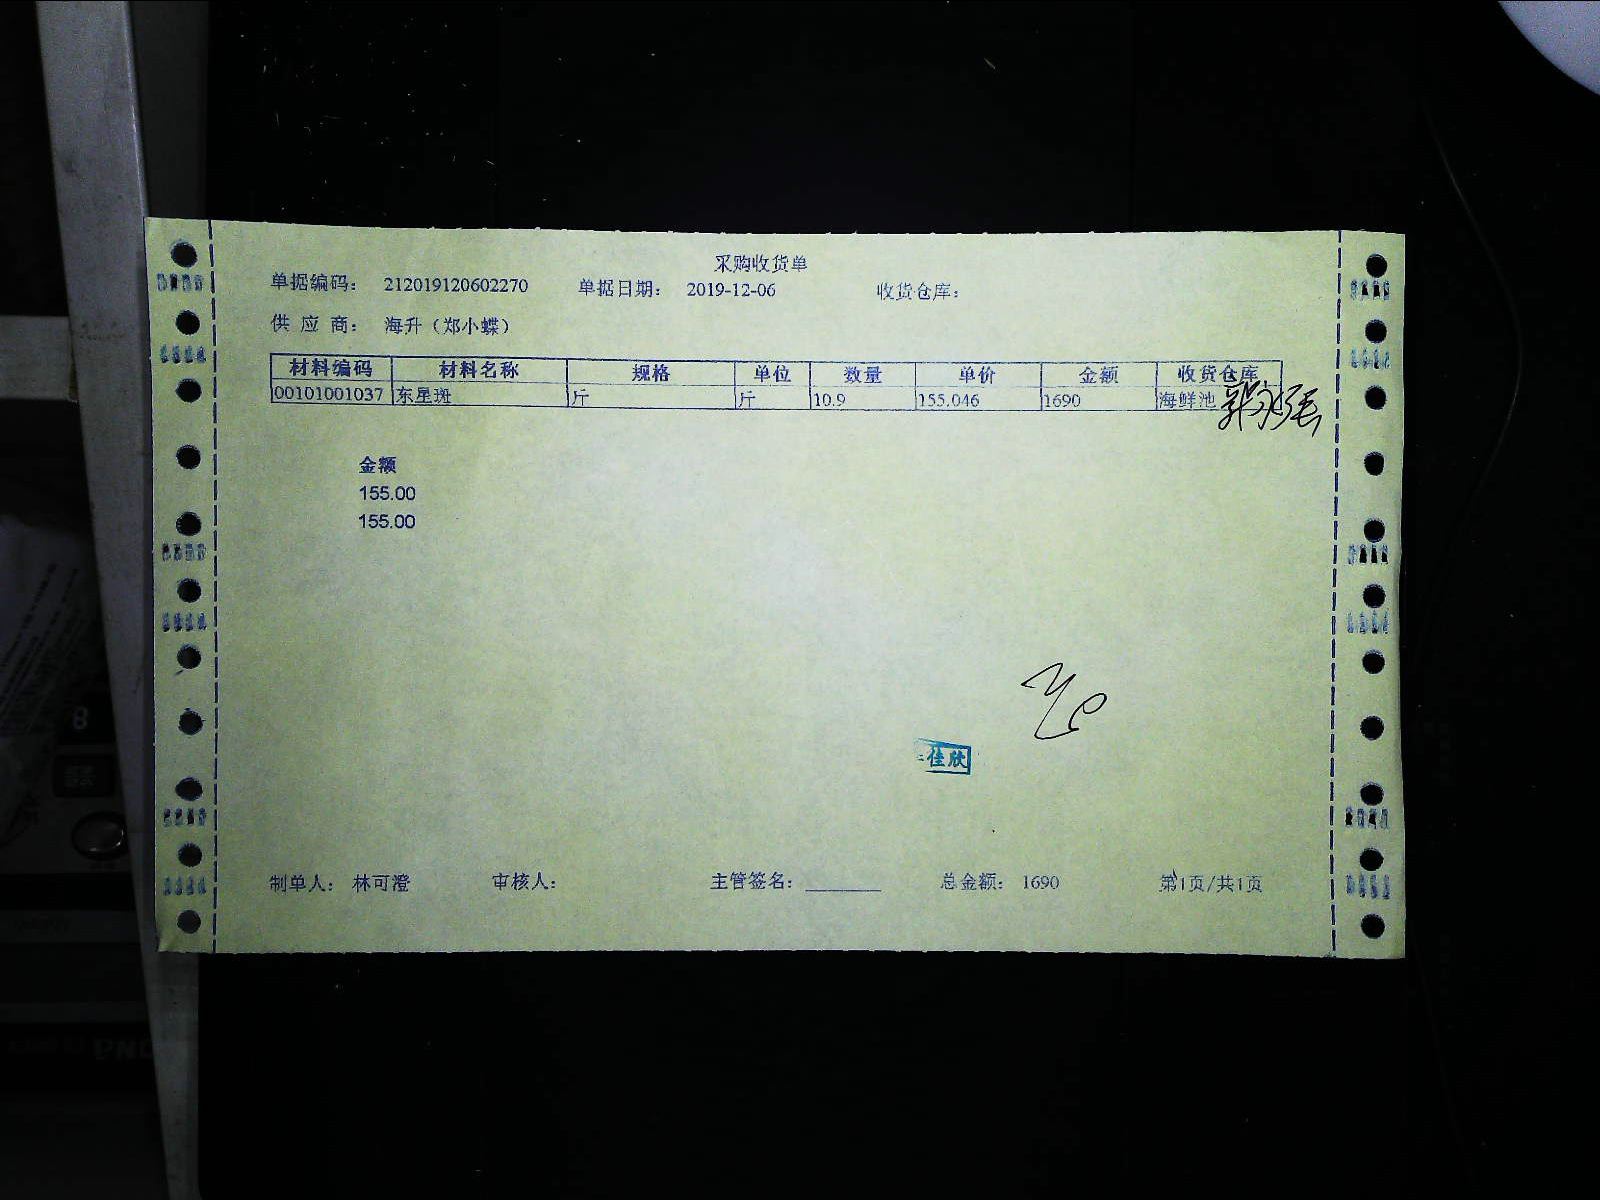 采购收货单
单据编码： 212019120602270 单据日期： 2019-12-06 收货仓库：
供 应 商： 海升（郑小蝶）
材料编码 材料名称 规格 单位 数量 单价 金额 收货仓库
00101001037 东星斑 斤 斤 10.9 155.046 1690 海鲜池
金额
155.00
155.00
佳欣
制单人： 林可澄 审核人： 主管签名： 总金额： 1690 第1页/共1页